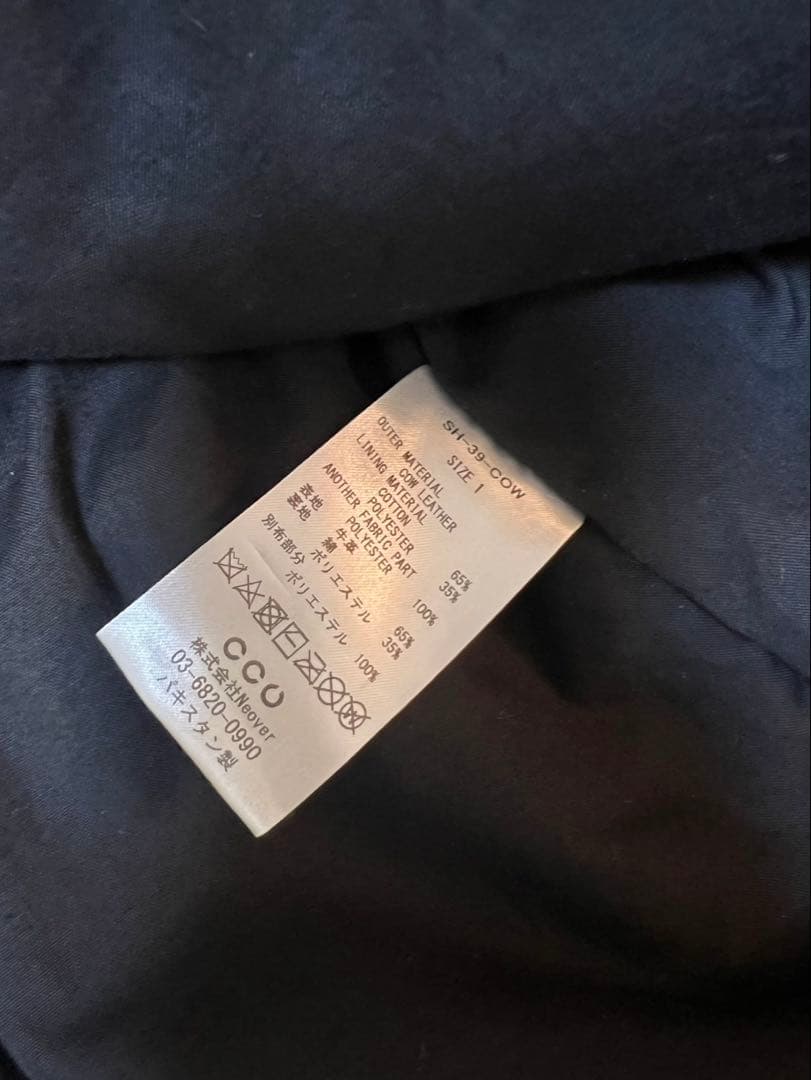 SH-39-COW
SIZE 1
OUTER MATERIAL
COW LEATHER
LINING MATERIAL
COTTON 65%
POLYESTER 35%
ANOTHER FABRIC PART
POLYESTER 100%
表地 牛革
裏地 綿 65%
ポリエステル 35%
別布部分
ポリエステル 100%
CCU
株式会社Neover
03-6820-0990
パキスタン製